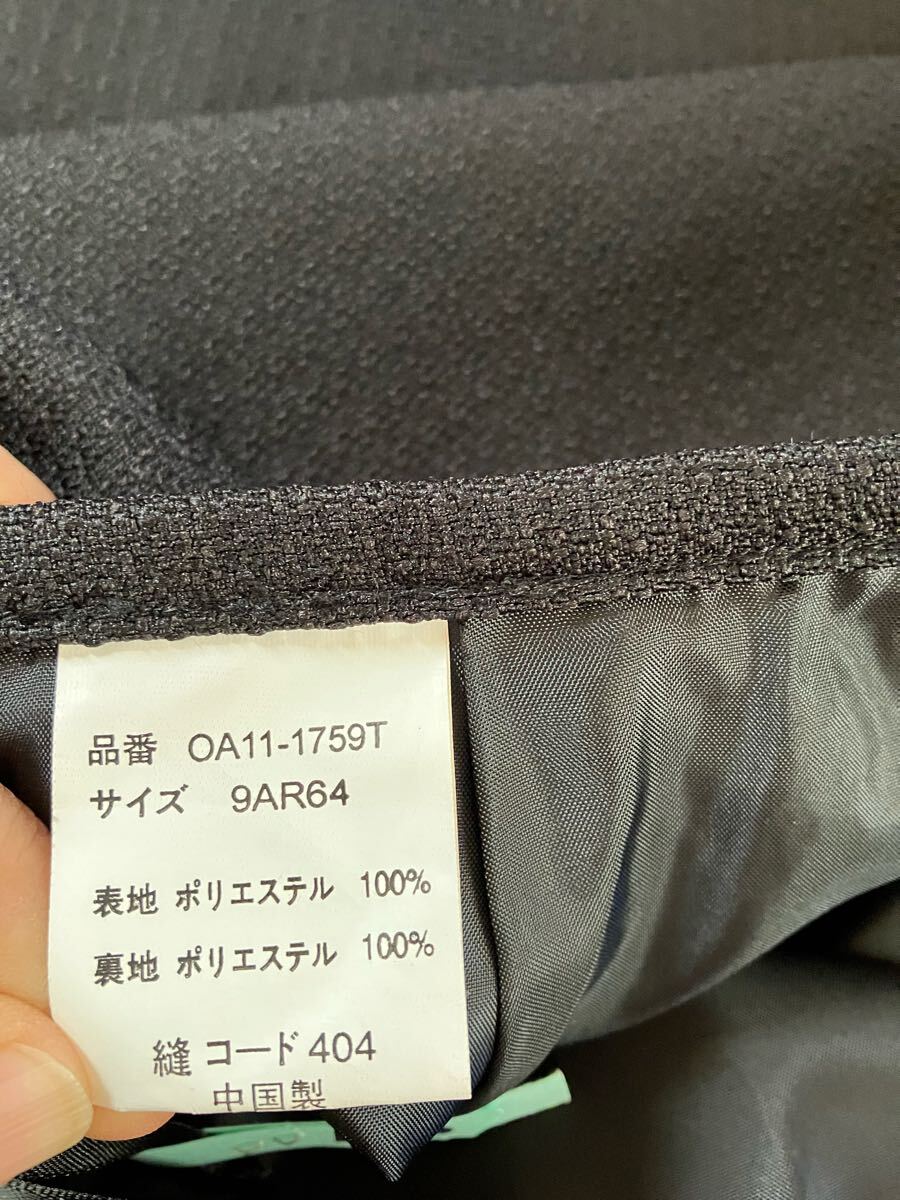 品番 OA11-1759T
サイズ 9AR64
表地 ポリエステル 100%
裏地 ポリエステル 100%
縫 コード 404
中国製